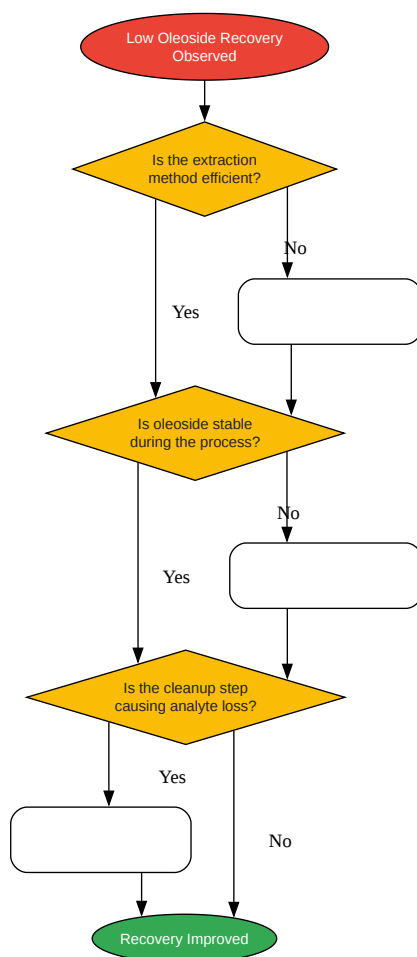 Low Oleoside Recovery
Observed
Is the extraction
method efficient?
No
Yes
Is oleoside stable
during the process?
No
Yes
Is the cleanup step
causing analyte loss?
Yes
No
Recovery Improved